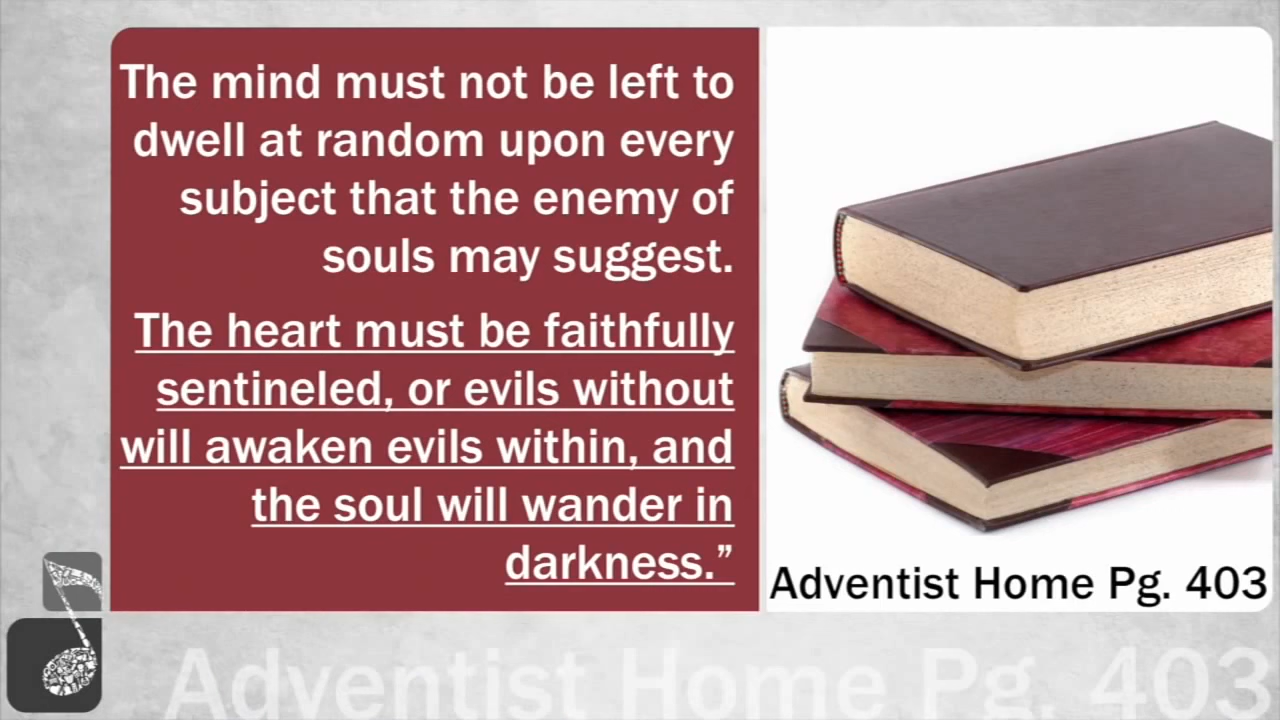 The mind must not be left to
dwell at random upon every
subject that the enemy of
souls may suggest.
The heart must be faithfully
sentineled, or evils without
will awaken evils within, and
the soul will wander in
darkness.”
Adventist Home Pg. 403
Adventist Home Pg. 403